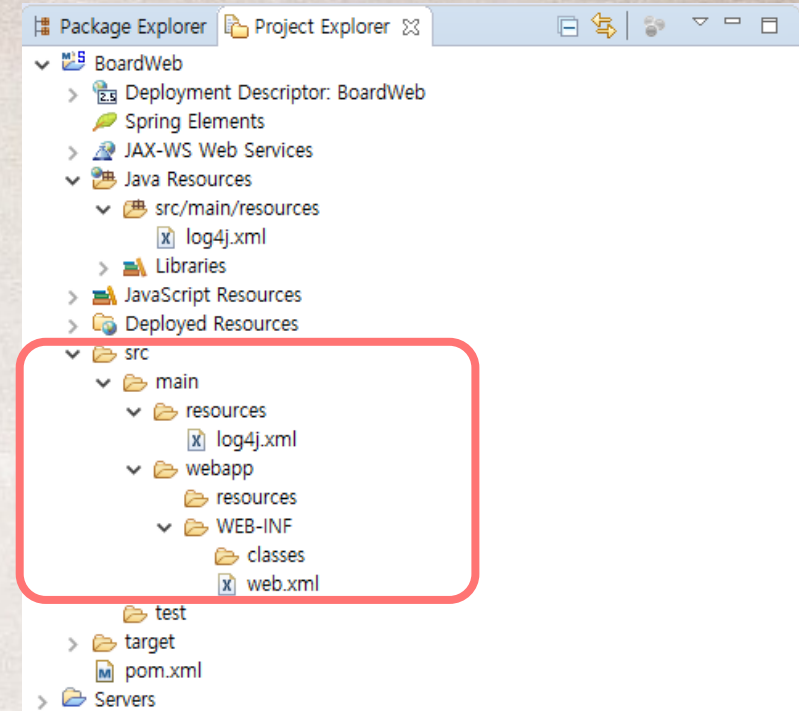 Package Explorer Project Explorer
BoardWeb
Deployment Descriptor: BoardWeb
Spring Elements
JAX-WS Web Services
Java Resources
src/main/resources
log4j.xml
Libraries
JavaScript Resources
Deployed Resources
src
main
resources
log4j.xml
webapp
resources
WEB-INF
classes
web.xml
test
target
pom.xml
Servers